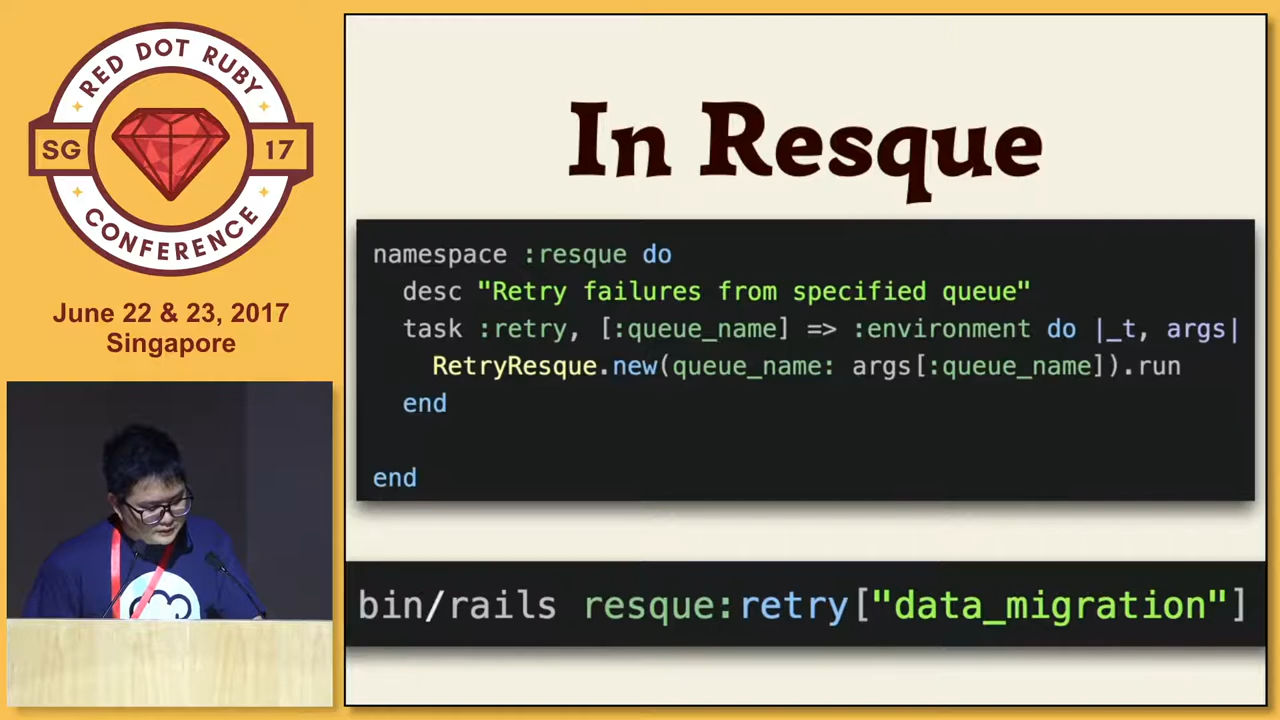 RED DOT RUBY
SG
17
CONFERENCE
June 22 & 23, 2017
Singapore
In Resque
namespace :resque do
  desc "Retry failures from specified queue"
  task :retry, [:queue_name] => :environment do |_t, args|
    RetryResque.new(queue_name: args[:queue_name]).run
  end

end
bin/rails resque:retry["data_migration"]